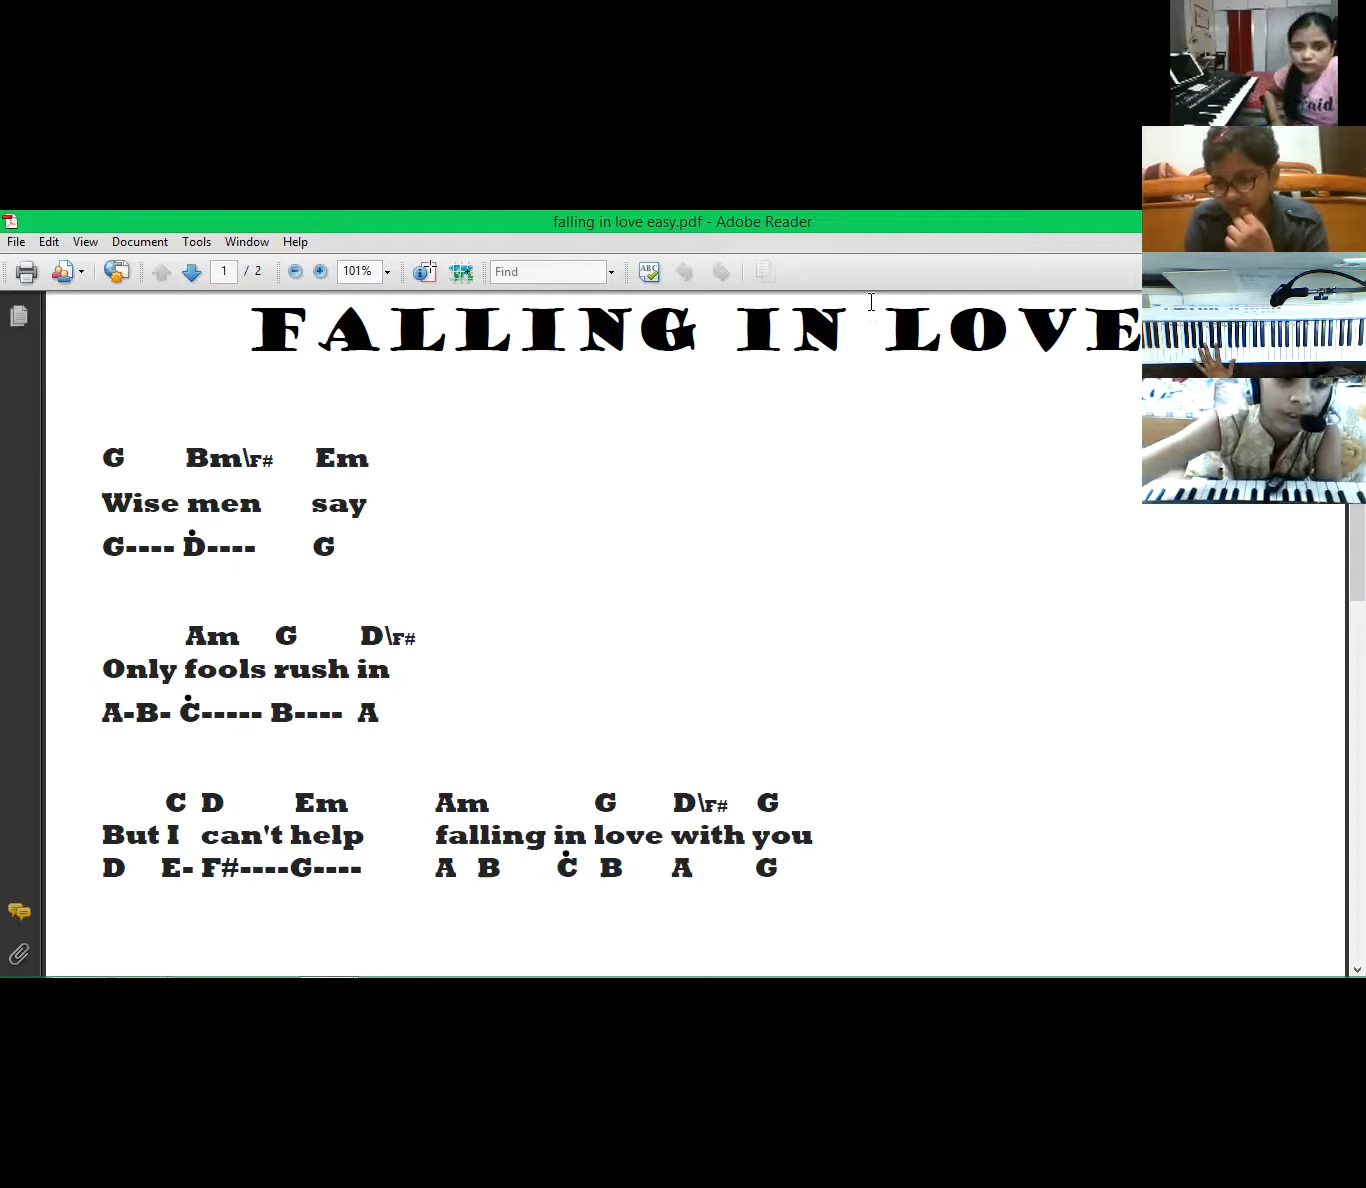 falling in love easy.pdf - Adobe Reader
File Edit View Document Tools Window Help
1 / 2 101% Find
FALLING IN LOVE
G Bm\F# Em
Wise men say
G---- Ḋ---- G
Am G D\F#
Only fools rush in
A-B- Ċ----- B---- A
C D Em Am G D\F# G
But I can't help falling in love with you
D E- F#----G---- A B Ċ B A G